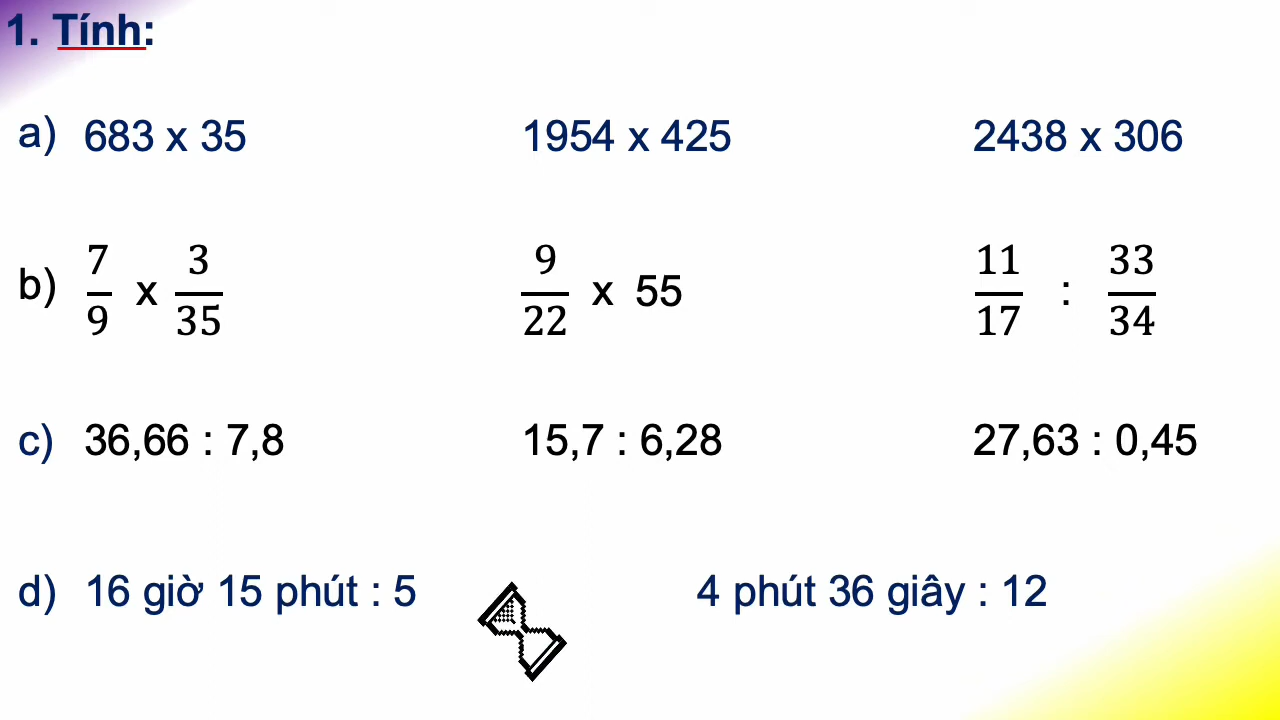 1. Tính:
a) 683 x 35 1954 x 425 2438 x 306
b) 7/9 x 3/35 9/22 x 55 11/17 : 33/34
c) 36,66 : 7,8 15,7 : 6,28 27,63 : 0,45
d) 16 giờ 15 phút : 5 4 phút 36 giây : 12